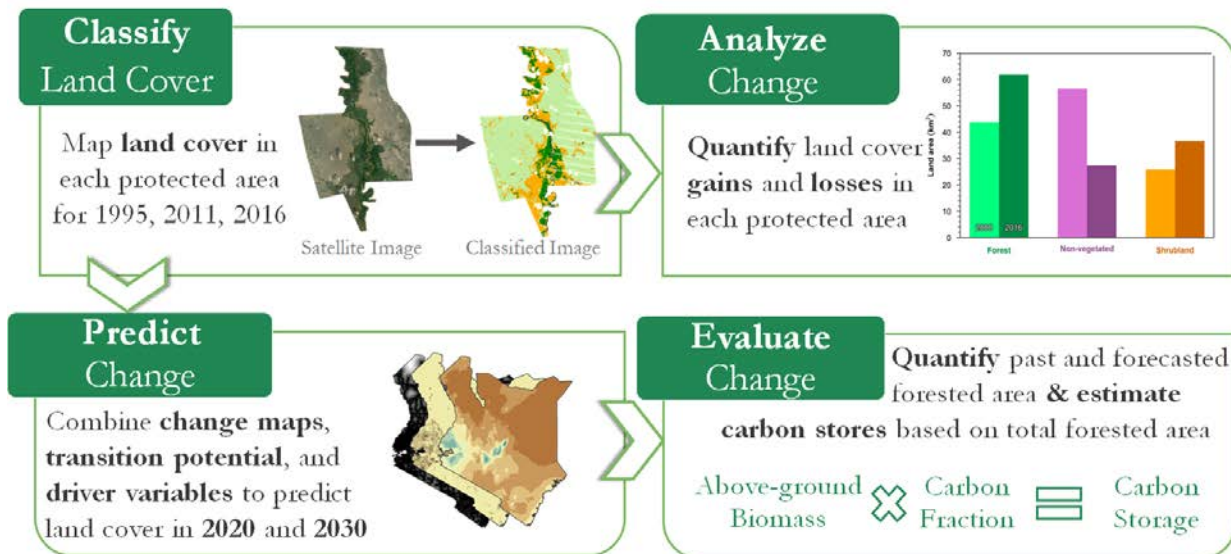 Classify
Land Cover
Map land cover in
each protected area
for 1995, 2011, 2016
Satellite Image
Classified Image
Analyze
Change
Quantify land cover
gains and losses in
each protected area
Land area (km²)
70
60
50
40
30
20
10
0
2016
Forest
Non-vegetated
Shrubland
Predict
Change
Combine change maps,
transition potential, and
driver variables to predict
land cover in 2020 and 2030
Evaluate
Change
Quantify past and forecasted
forested area & estimate
carbon stores based on total forested area
Above-ground
Biomass
Carbon
Fraction
Carbon
Storage